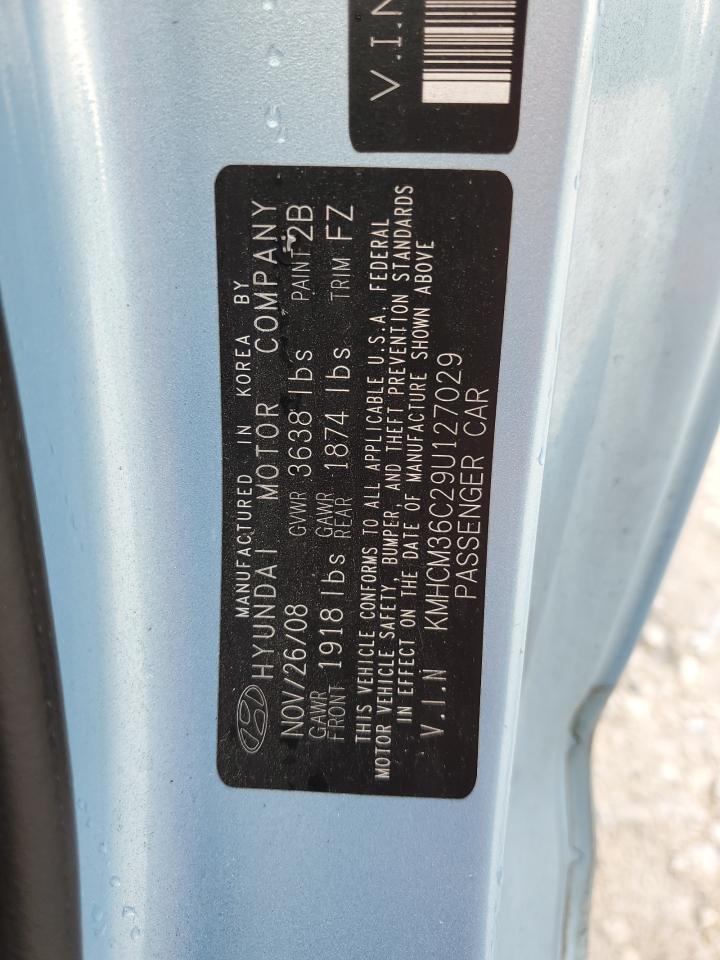 V.I.N
MANUFACTURED IN KOREA BY
HYUNDAI MOTOR COMPANY
NOV/26/08 GVWR 3638 lbs PAINT 2B
GAWR FRONT 1918 lbs GAWR REAR 1874 lbs TRIM FZ
THIS VEHICLE CONFORMS TO ALL APPLICABLE U.S.A. FEDERAL
MOTOR VEHICLE SAFETY, BUMPER, AND THEFT PREVENTION STANDARDS
IN EFFECT ON THE DATE OF MANUFACTURE SHOWN ABOVE
V.I.N KMHCM36C29U127029
PASSENGER CAR